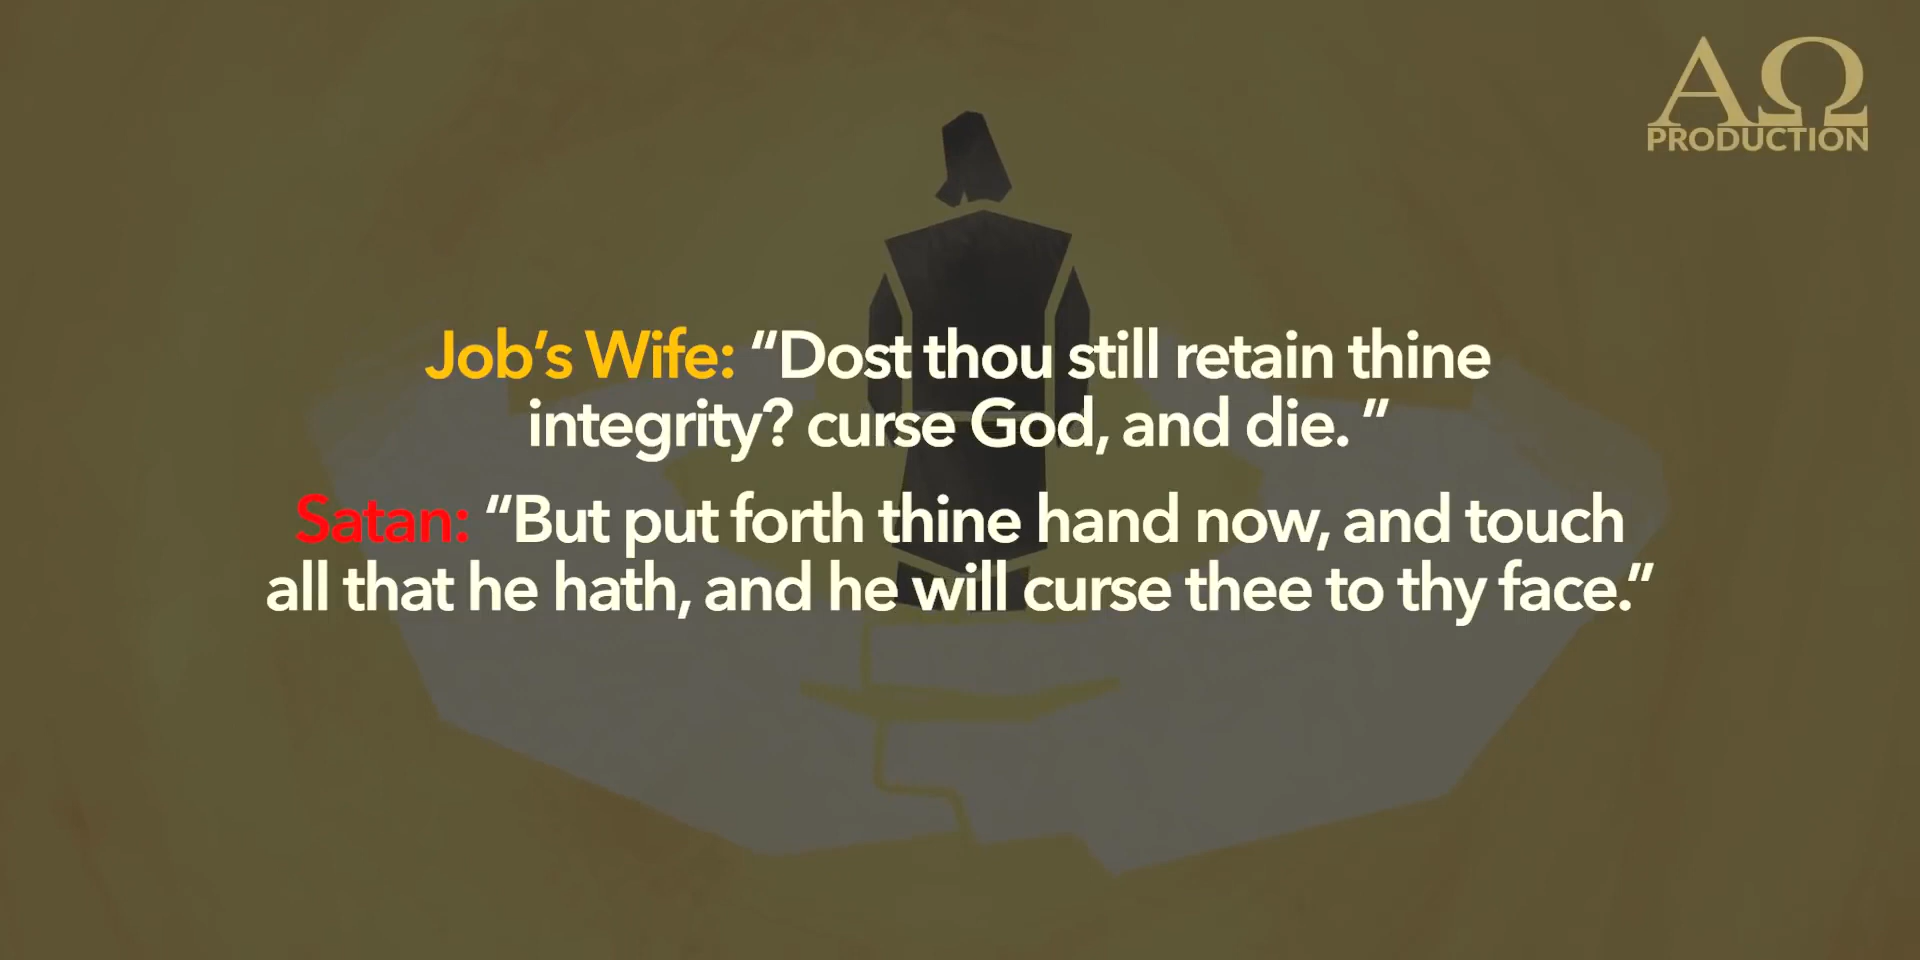 ΑΩ
PRODUCTION
Job’s Wife: “Dost thou still retain thine
integrity? curse God, and die. ”
Satan: “But put forth thine hand now, and touch
all that he hath, and he will curse thee to thy face.”